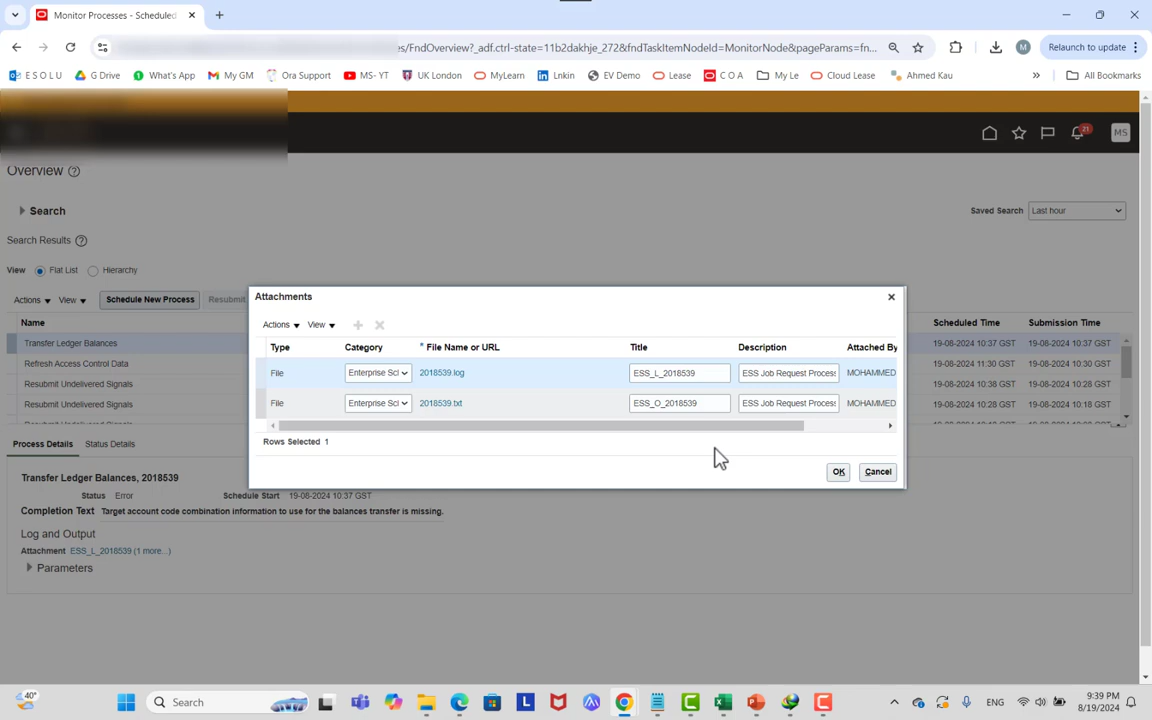 Monitor Processes - Scheduled
es/FndOverview?_adf.ctrl-state=11b2dakhje_272&fndTaskItemNodeId=MonitorNode&pageParams=fn...
M
Relaunch to update
E S O L U
G Drive
What's App
My GM
Ora Support
MS- YT
UK London
MyLearn
Lnkin
EV Demo
Lease
C O A
My Le
Cloud Lease
Ahmed Kau
»
All Bookmarks
21
MS
Overview
Search
Saved Search
Last hour
Search Results
View
Flat List
Hierarchy
Actions
View
Schedule New Process
Resubmit
Name
Scheduled Time
Submission Time
Transfer Ledger Balances
19-08-2024 10:37 GST
19-08-2024 10:37 GST
Refresh Access Control Data
19-08-2024 11:30 GST
19-08-2024 10:30 GST
Resubmit Undelivered Signals
19-08-2024 10:38 GST
19-08-2024 10:28 GST
Resubmit Undelivered Signals
19-08-2024 10:28 GST
19-08-2024 10:18 GST
Attachments
Actions
View
Type
Category
* File Name or URL
Title
Description
Attached By
File
Enterprise Scl
2018539.log
ESS_L_2018539
ESS Job Request Process
MOHAMMED
File
Enterprise Scl
2018539.txt
ESS_O_2018539
ESS Job Request Process
MOHAMMED
Rows Selected 1
OK
Cancel
Process Details
Status Details
Transfer Ledger Balances, 2018539
Status Error
Schedule Start 19-08-2024 10:37 GST
Completion Text Target account code combination information to use for the balances transfer is missing.
Log and Output
Attachment ESS_L_2018539 (1 more...)
Parameters
40°
Search
ENG
9:39 PM
8/19/2024